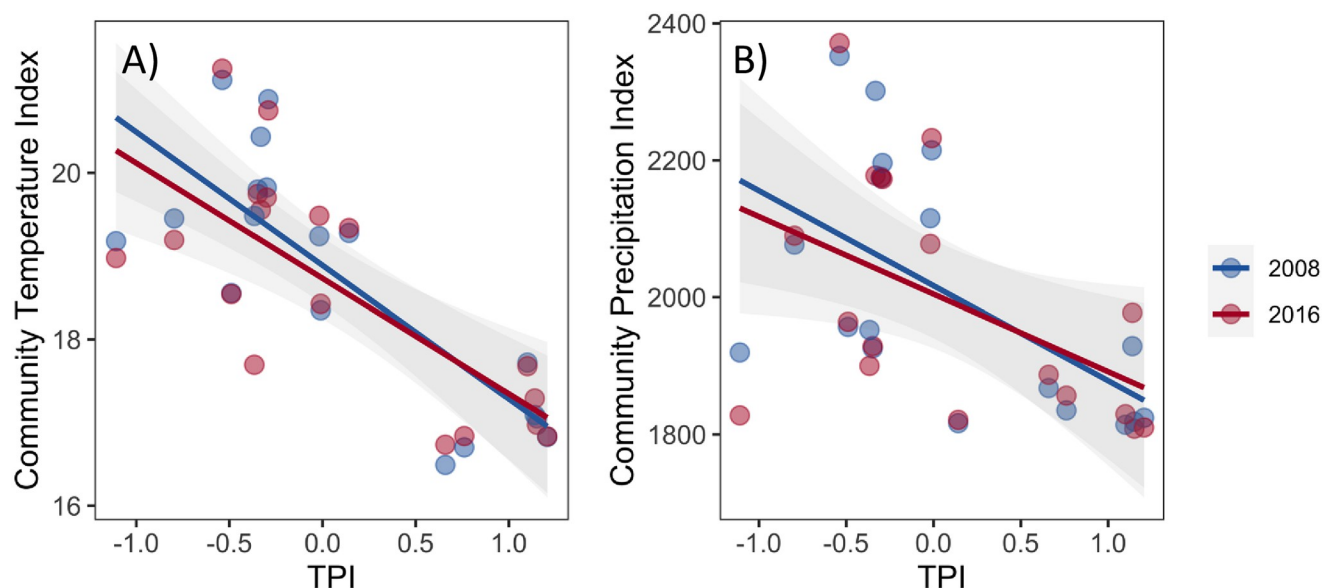 A)
Community Temperature Index
20
18
16
-1.0 -0.5 0.0 0.5 1.0
TPI
B)
Community Precipitation Index
2400
2200
2000
1800
-1.0 -0.5 0.0 0.5 1.0
TPI
2008
2016